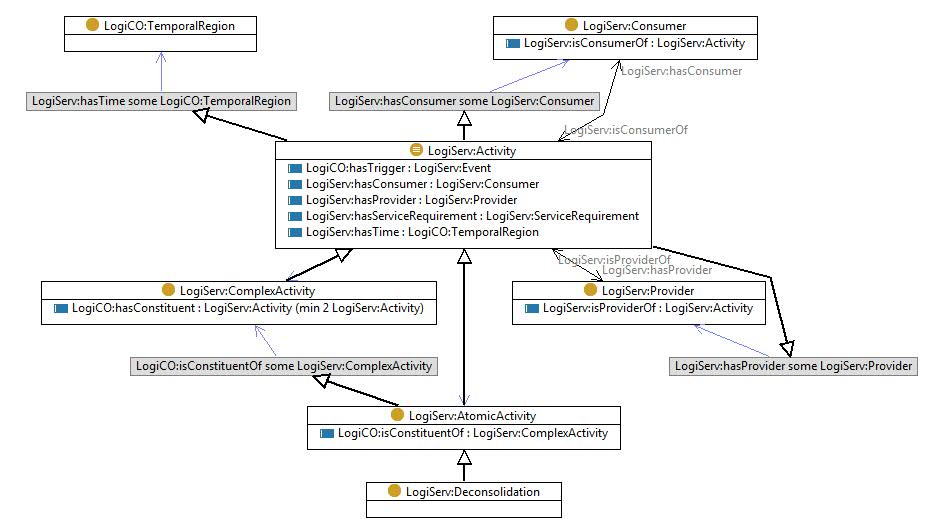 LogiCO:TemporalRegion
LogiServ:Consumer
LogiServ:isConsumerOf : LogiServ:Activity
LogiServ:hasConsumer
LogiServ:hasTime some LogiCO:TemporalRegion
LogiServ:hasConsumer some LogiServ:Consumer
LogiServ:isConsumerOf
LogiServ:Activity
LogiCO:hasTrigger : LogiServ:Event
LogiServ:hasConsumer : LogiServ:Consumer
LogiServ:hasProvider : LogiServ:Provider
LogiServ:hasServiceRequirement : LogiServ:ServiceRequirement
LogiServ:hasTime : LogiCO:TemporalRegion
LogiServ:isProviderOf
LogiServ:hasProvider
LogiServ:ComplexActivity
LogiCO:hasConstituent : LogiServ:Activity (min 2 LogiServ:Activity)
LogiServ:Provider
LogiServ:isProviderOf : LogiServ:Activity
LogiCO:isConstituentOf some LogiServ:ComplexActivity
LogiServ:hasProvider some LogiServ:Provider
LogiServ:AtomicActivity
LogiCO:isConstituentOf : LogiServ:ComplexActivity
LogiServ:Deconsolidation